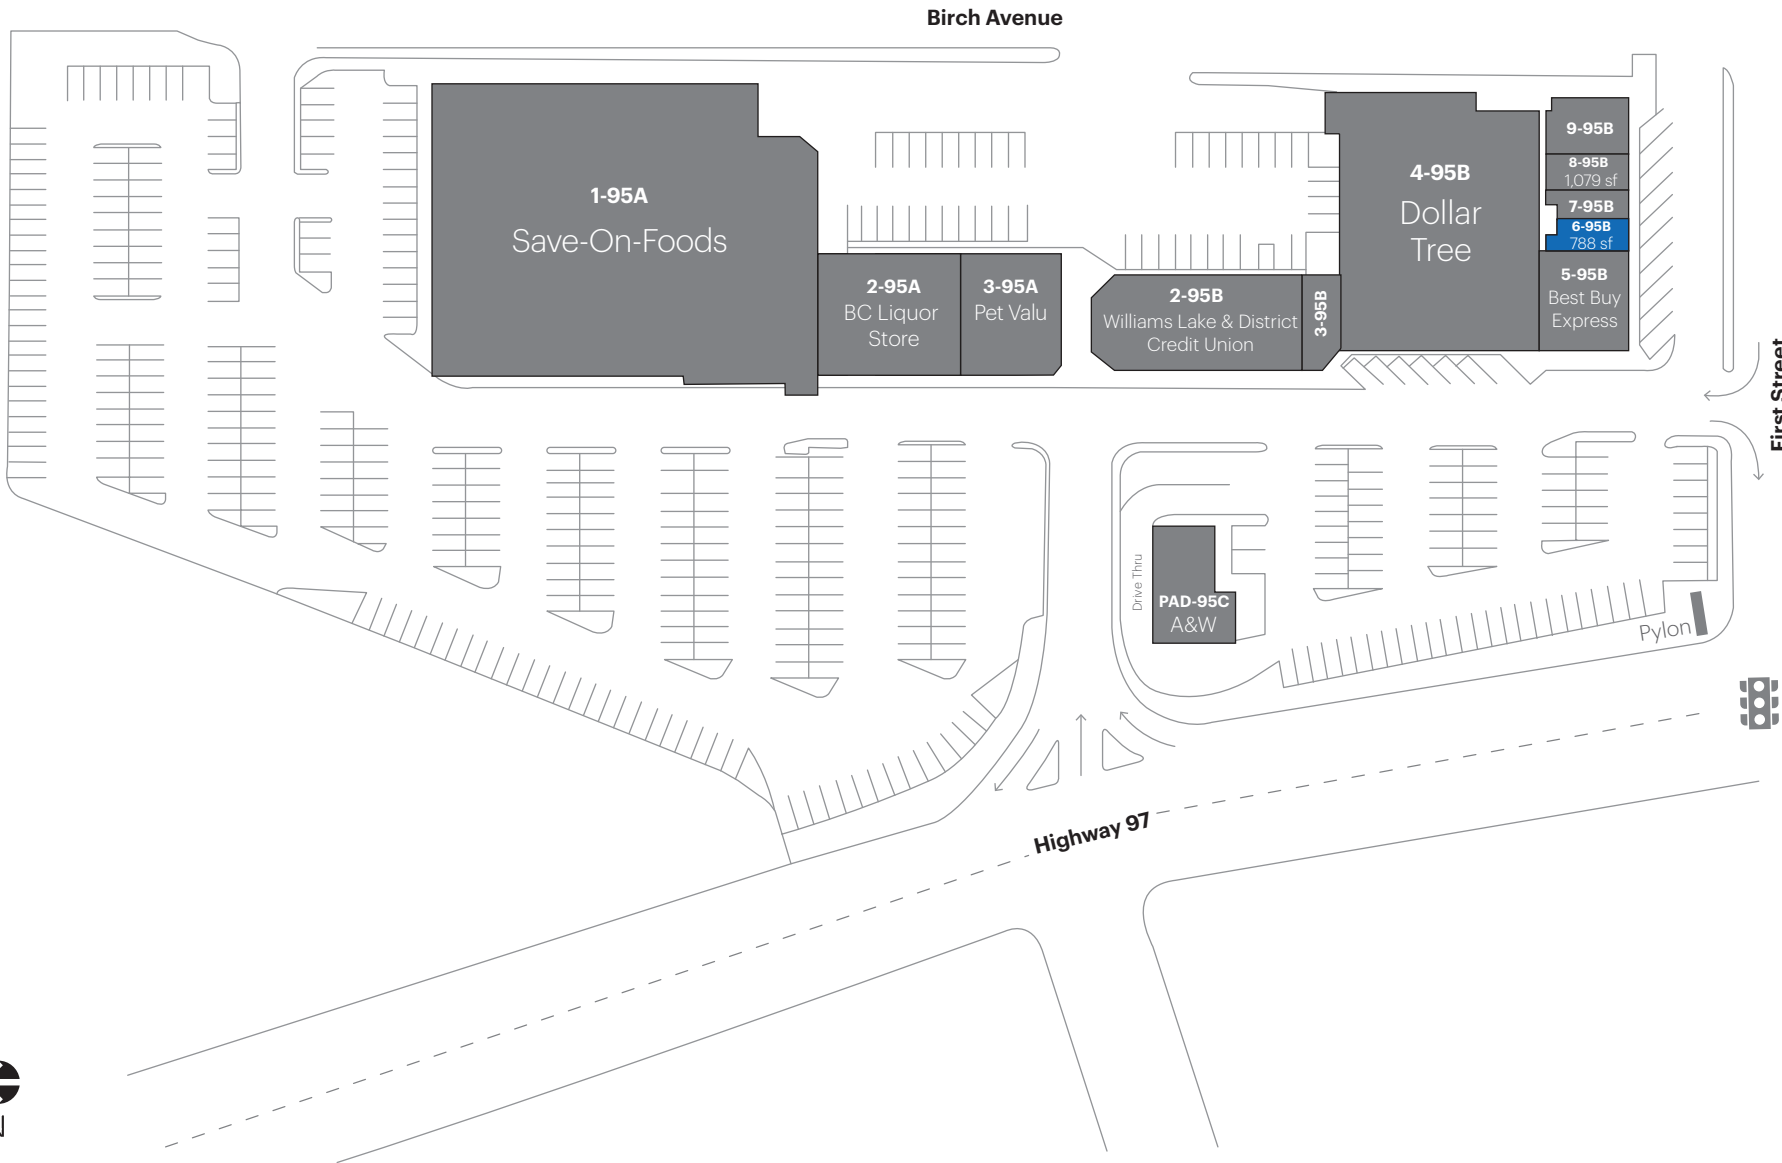 Birch Avenue
1-95A
Save-On-Foods
2-95A
BC Liquor
Store
3-95A
Pet Valu
2-95B
Williams Lake & District
Credit Union
3-95B
4-95B
Dollar
Tree
9-95B
8-95B
1,079 sf
7-95B
6-95B
788 sf
5-95B
Best Buy
Express
First Street
Drive Thru
PAD-95C
A&W
Pylon
Highway 97
N